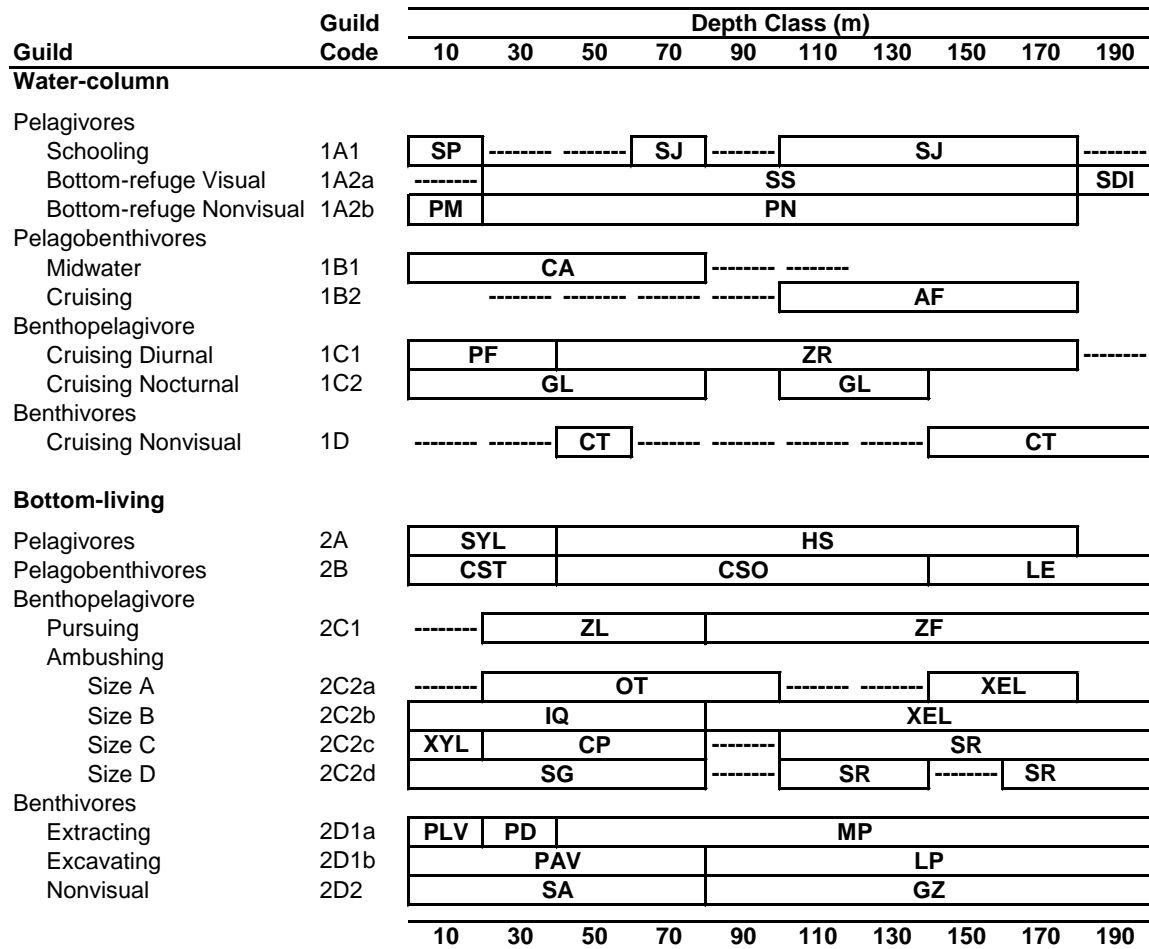 Guild Depth Class (m)
Guild Code 10 30 50 70 90 110 130 150 170 190
Water-column
Pelagivores
Schooling 1A1 SP -------- -------- SJ -------- SJ --------
Bottom-refuge Visual 1A2a -------- SS SDI
Bottom-refuge Nonvisual 1A2b PM PN
Pelagobenthivores
Midwater 1B1 CA -------- --------
Cruising 1B2 -------- -------- -------- -------- AF
Benthopelagivore
Cruising Diurnal 1C1 PF ZR --------
Cruising Nocturnal 1C2 GL GL
Benthivores
Cruising Nonvisual 1D -------- -------- CT -------- -------- -------- -------- CT
Bottom-living
Pelagivores 2A SYL HS
Pelagobenthivores 2B CST CSO LE
Benthopelagivore
Pursuing 2C1 -------- ZL ZF
Ambushing
Size A 2C2a -------- OT -------- -------- XEL
Size B 2C2b IQ XEL
Size C 2C2c XYL CP -------- SR
Size D 2C2d SG -------- SR -------- SR
Benthivores
Extracting 2D1a PLV PD MP
Excavating 2D1b PAV LP
Nonvisual 2D2 SA GZ
10 30 50 70 90 110 130 150 170 190